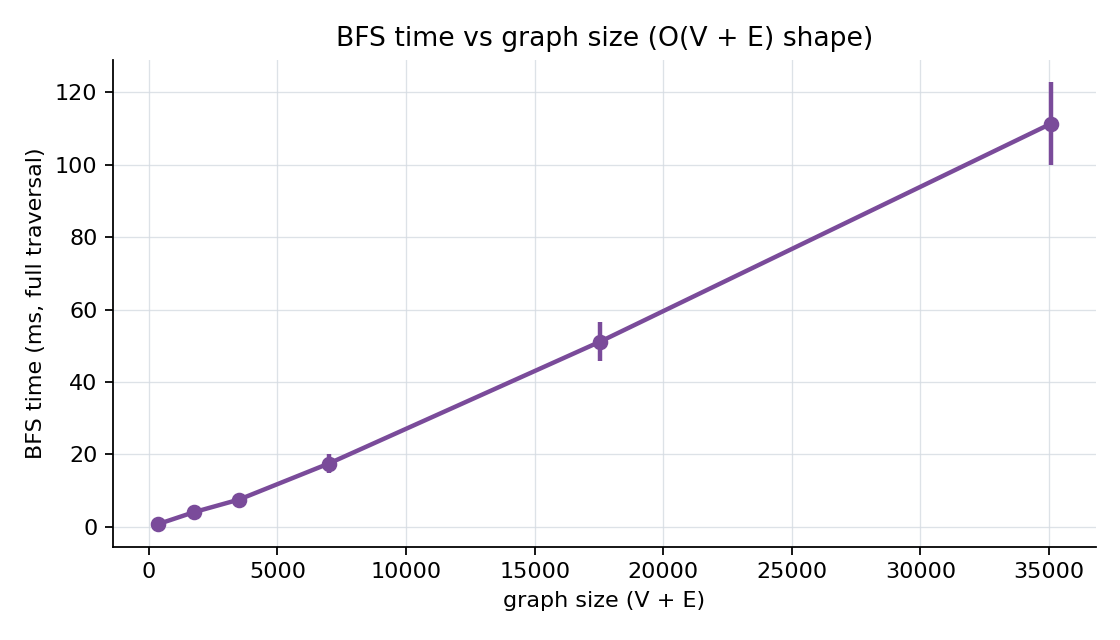 BFS time vs graph size (O(V + E) shape)
BFS time (ms, full traversal)
120
100
80
60
40
20
0
0 5000 10000 15000 20000 25000 30000 35000
graph size (V + E)